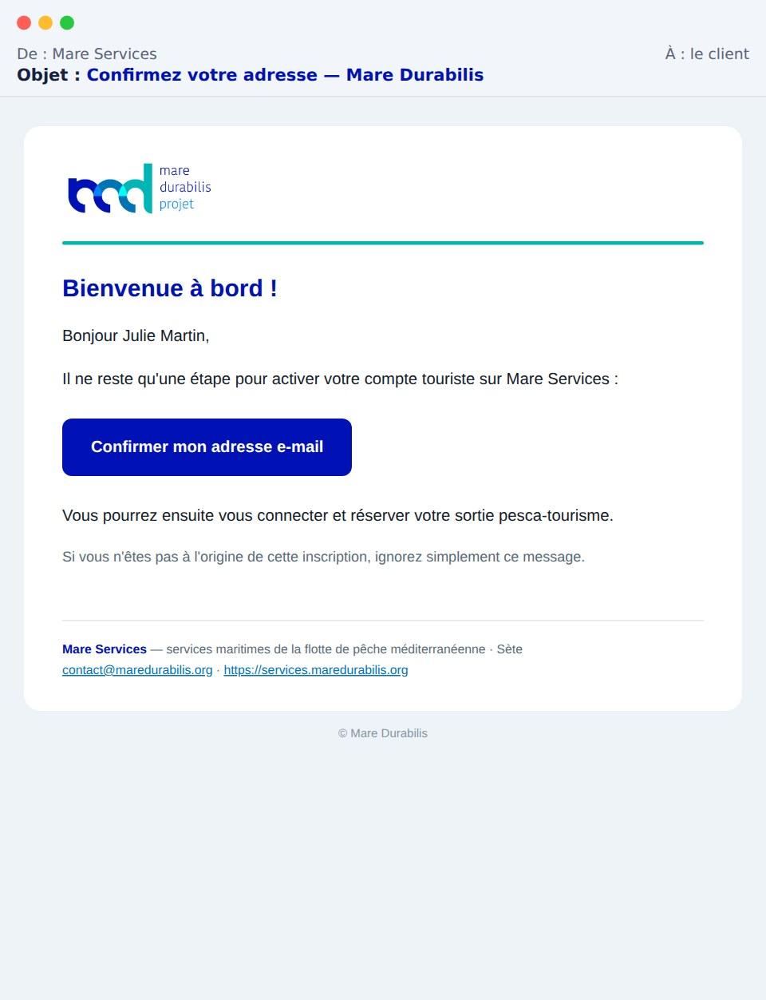 De : Mare Services
À : le client
Objet : Confirmez votre adresse — Mare Durabilis
mare
durabilis
projet
Bienvenue à bord !
Bonjour Julie Martin,
Il ne reste qu'une étape pour activer votre compte touriste sur Mare Services :
Confirmer mon adresse e-mail
Vous pourrez ensuite vous connecter et réserver votre sortie pesca-tourisme.
Si vous n'êtes pas à l'origine de cette inscription, ignorez simplement ce message.
Mare Services — services maritimes de la flotte de pêche méditerranéenne · Sète
contact@maredurabilis.org · https://services.maredurabilis.org
© Mare Durabilis